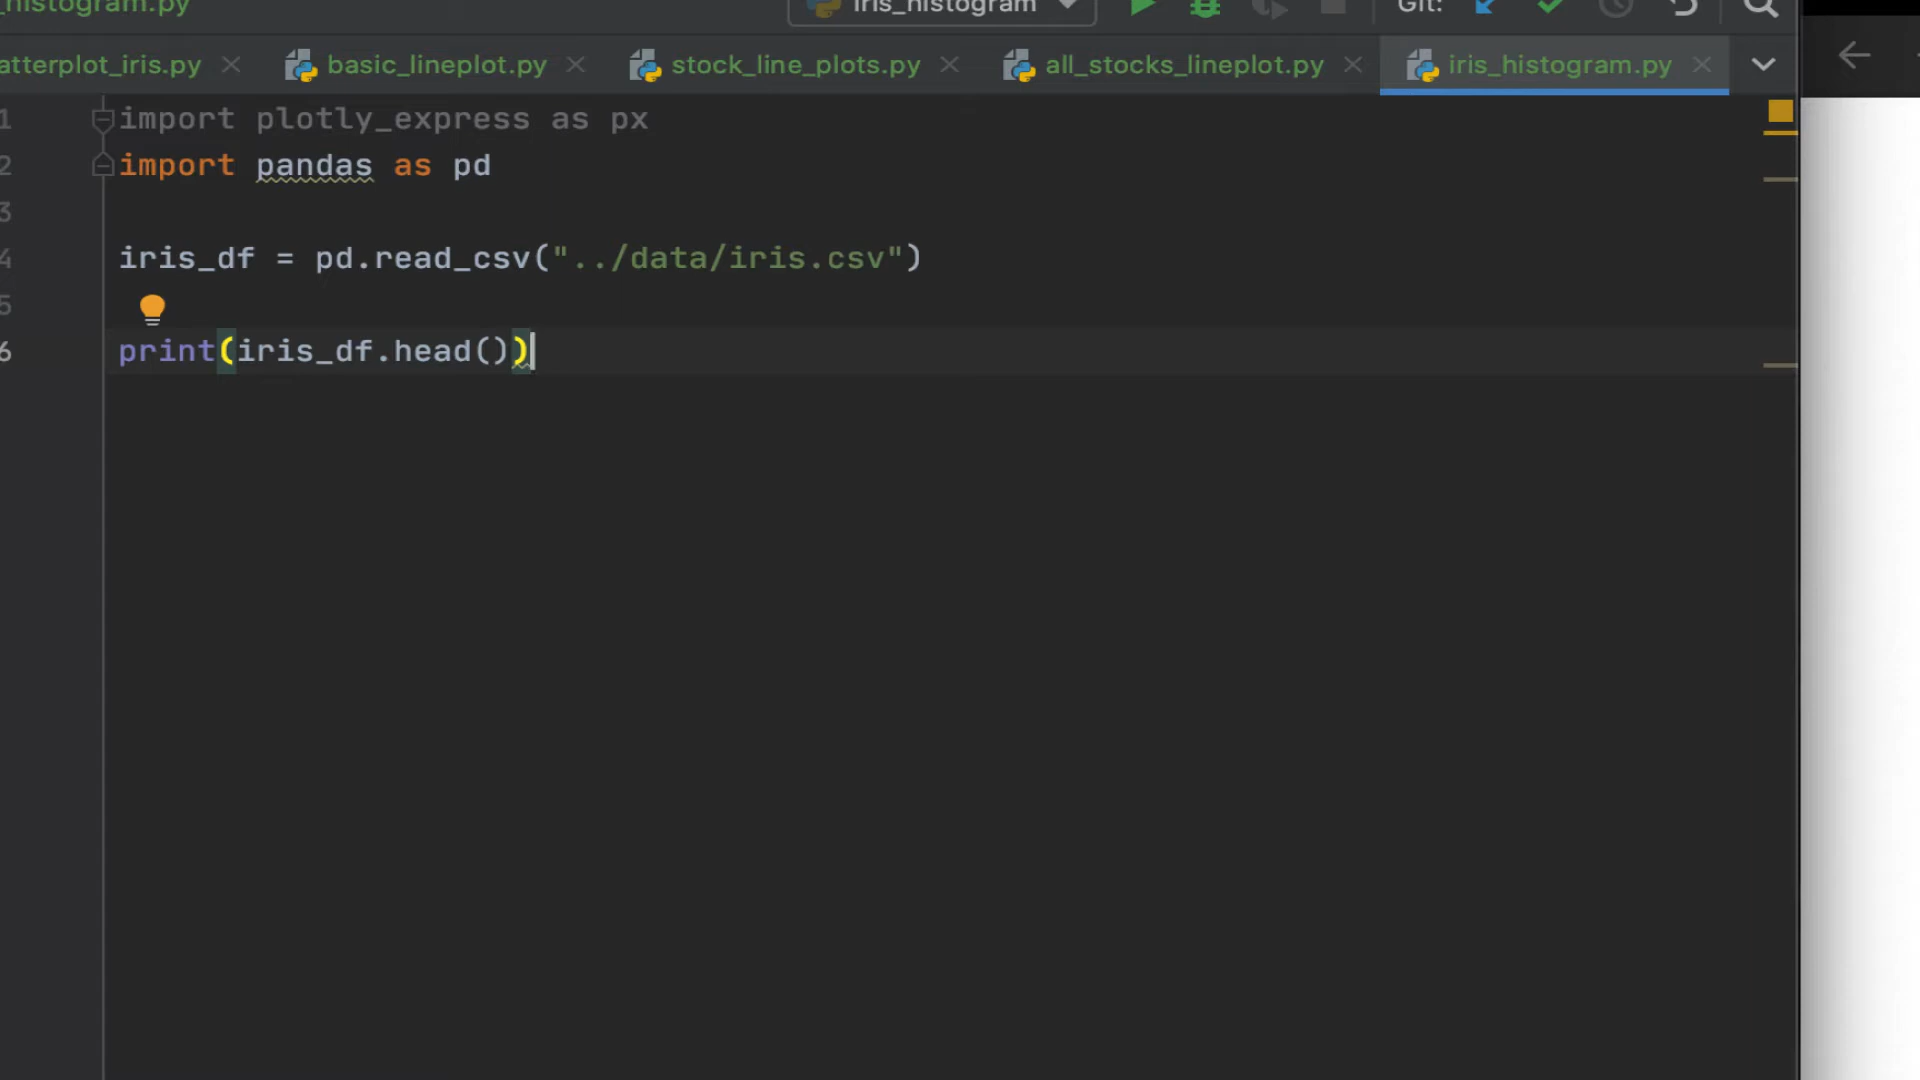 _histogram.py
iris_histogram
Git:
atterplot_iris.py
basic_lineplot.py
stock_line_plots.py
all_stocks_lineplot.py
iris_histogram.py
1 import plotly_express as px
2 import pandas as pd
3
4 iris_df = pd.read_csv("../data/iris.csv")
5
6 print(iris_df.head())